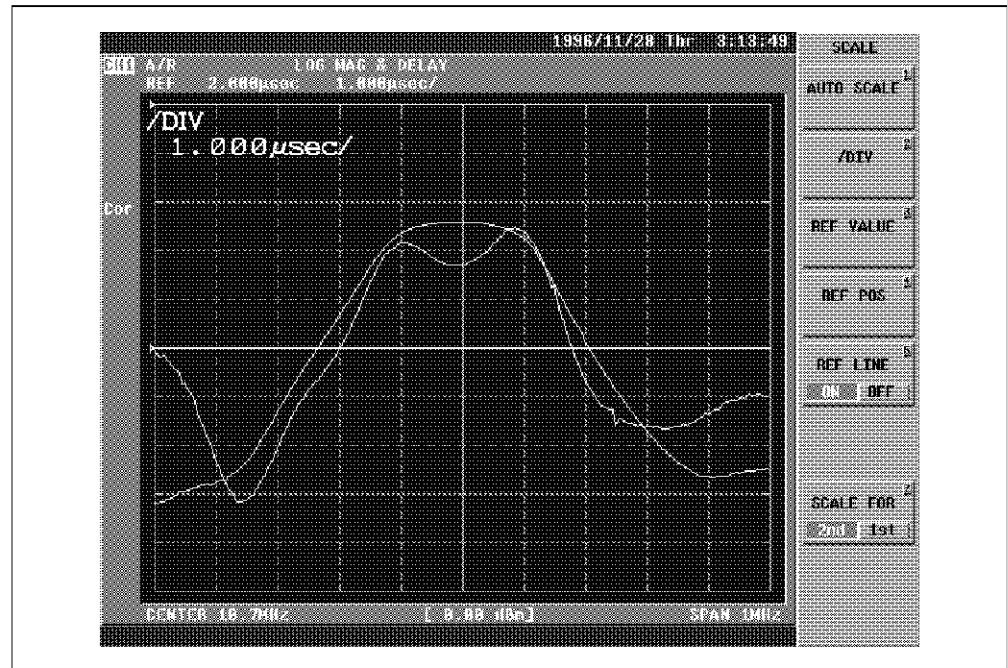 1996/11/28 Thr 3:13:49
CH1 A/R LOG MAG & DELAY
REF 2.000μsec 1.000μsec/
/DIV
1.000μsec/
Cor
CENTER 10.7MHz [ 0.00 dBm] SPAN 1MHz
SCALE
AUTO SCALE
/DIV
REF VALUE
REF POS
REF LINE
ON OFF
SCALE FOR
2nd 1st